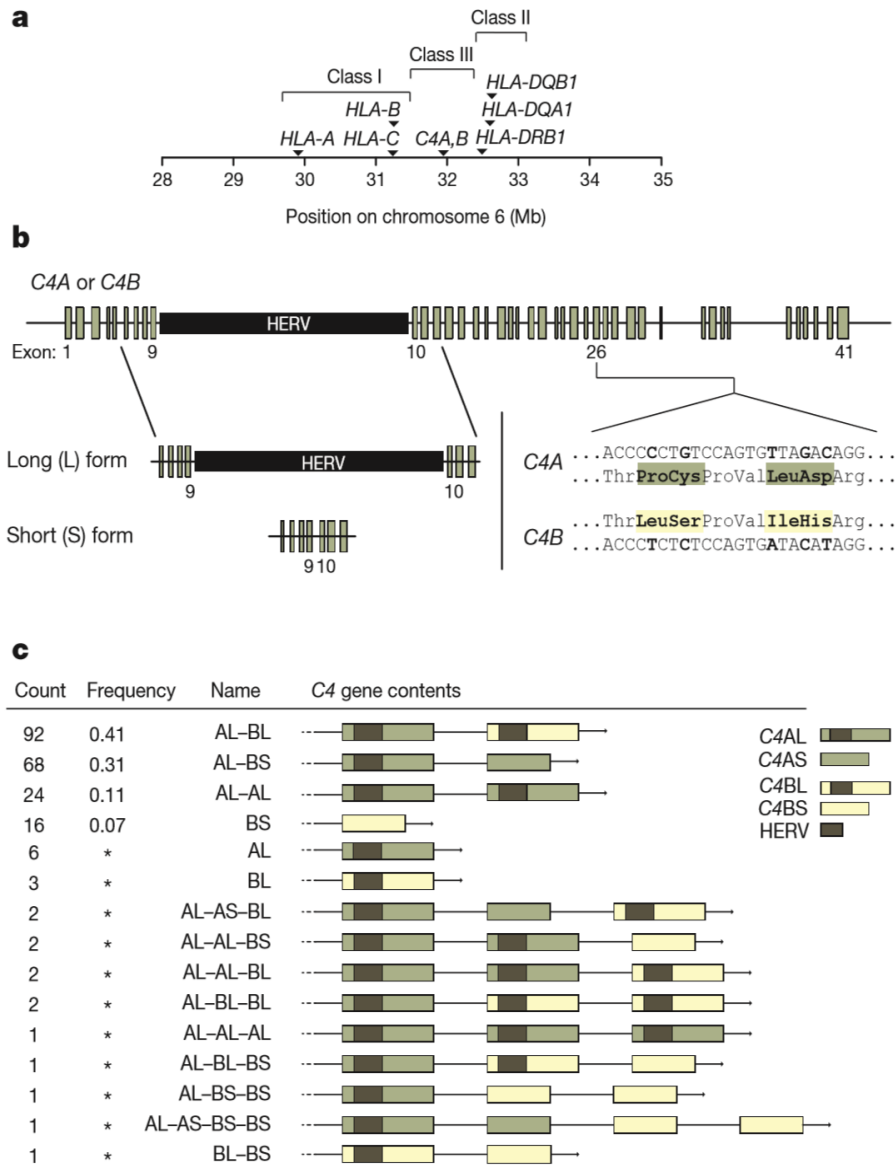 a
Class II
Class III
Class I
HLA-DQB1
HLA-B
HLA-DQA1
HLA-A HLA-C C4A,B HLA-DRB1
28 29 30 31 32 33 34 35
Position on chromosome 6 (Mb)
b
C4A or C4B
HERV
Exon: 1 9 10 26 41
Long (L) form
HERV
9 10
Short (S) form
9 10
C4A
...ACCCCCTGTCCAGTGTTAGACAGG...
...ThrProCysProValLeuAspArg...
C4B
...ThrLeuSerProValIleHisArg...
...ACCCTCTCTCCAGTGATACATAGG...
c
Count Frequency Name C4 gene contents
92 0.41 AL–BL
68 0.31 AL–BS
24 0.11 AL–AL
16 0.07 BS
6 * AL
3 * BL
2 * AL–AS–BL
2 * AL–AL–BS
2 * AL–AL–BL
2 * AL–BL–BL
1 * AL–AL–AL
1 * AL–BL–BS
1 * AL–BS–BS
1 * AL–AS–BS–BS
1 * BL–BS
C4AL
C4AS
C4BL
C4BS
HERV